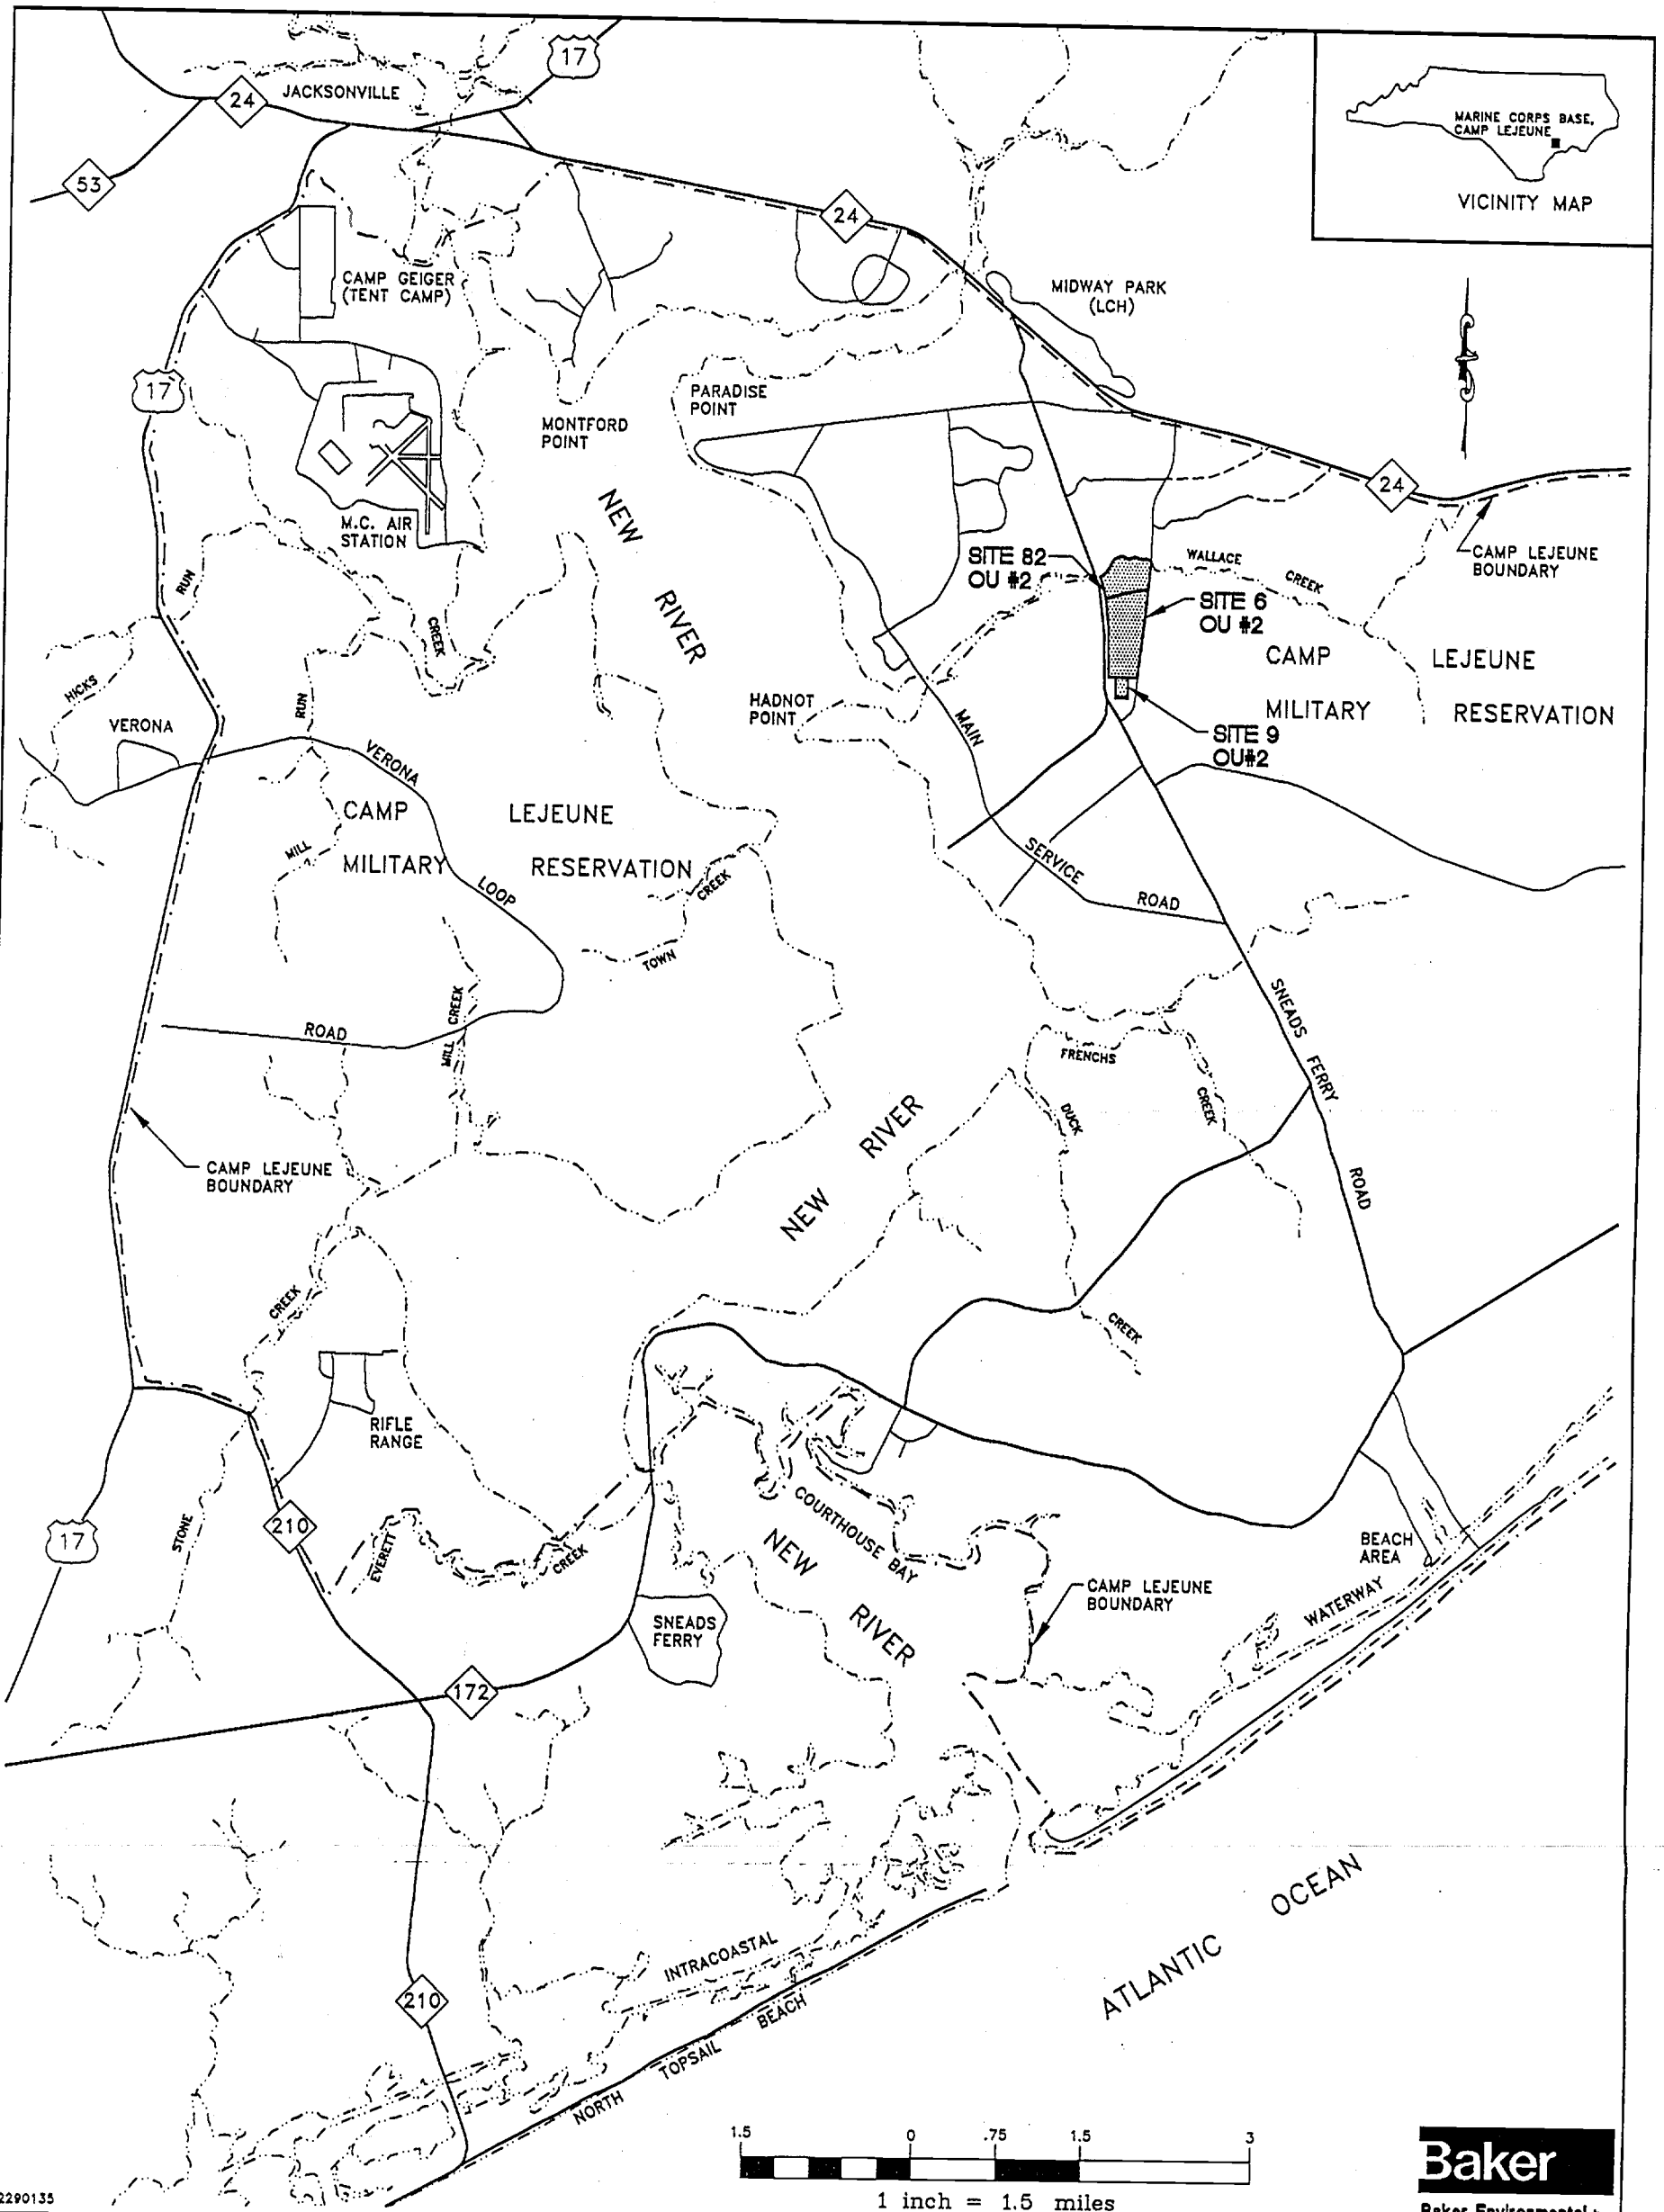 17
24
JACKSONVILLE
53
MARINE CORPS BASE,
CAMP LEJEUNE
VICINITY MAP
24
CAMP GEIGER
(TENT CAMP)
MIDWAY PARK
(LCH)
17
PARADISE
POINT
MONTFORD
POINT
M.C. AIR
STATION
NEW
RIVER
24
CAMP LEJEUNE
BOUNDARY
SITE 82
OU #2
WALLACE
CREEK
SITE 6
OU #2
CAMP LEJEUNE
MILITARY RESERVATION
SITE 9
OU#2
RUN
CREEK
HICKS
RUN
VERONA
HADNOT
POINT
MAIN
VERONA
CAMP LEJEUNE
MILITARY RESERVATION
MILL
LOOP
CREEK
TOWN
SERVICE
ROAD
SNEADS
FERRY
ROAD
CREEK
MILL
ROAD
FRENCHS
CREEK
DUCK
CREEK
RIVER
NEW
CAMP LEJEUNE
BOUNDARY
CREEK
RIFLE
RANGE
STONE
17
210
EVERETT
CREEK
COURTHOUSE BAY
NEW
RIVER
SNEADS
FERRY
CAMP LEJEUNE
BOUNDARY
BEACH
AREA
WATERWAY
172
210
INTRACOASTAL
NORTH TOPSAIL BEACH
ATLANTIC OCEAN
1.5 0 .75 1.5 3
1 inch = 1.5 miles
2290135
Baker
Baker Environmental